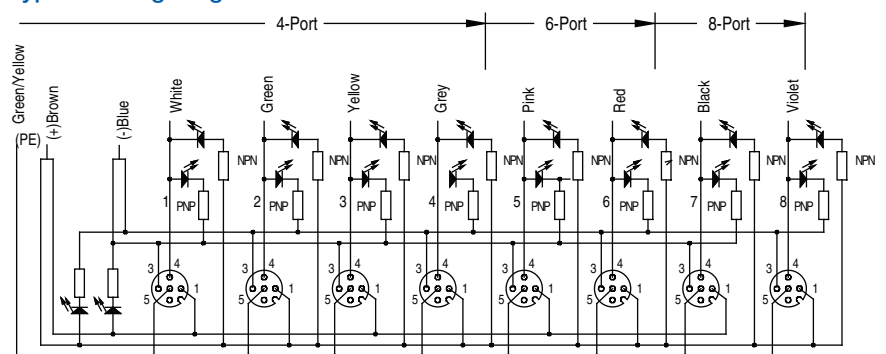 4-Port
6-Port
8-Port
Green/Yellow
(PE)
(+)Brown
(-)Blue
White
Green
Yellow
Grey
Pink
Red
Black
Violet
NPN
NPN
NPN
NPN
NPN
NPN
NPN
NPN
1
PNP
2
PNP
3
PNP
4
PNP
5
PNP
6
PNP
7
PNP
8
PNP
3 4
5 1
3 4
5 1
3 4
5 1
3 4
5 1
3 4
5 1
3 4
5 1
3 4
5 1
3 4
5 1